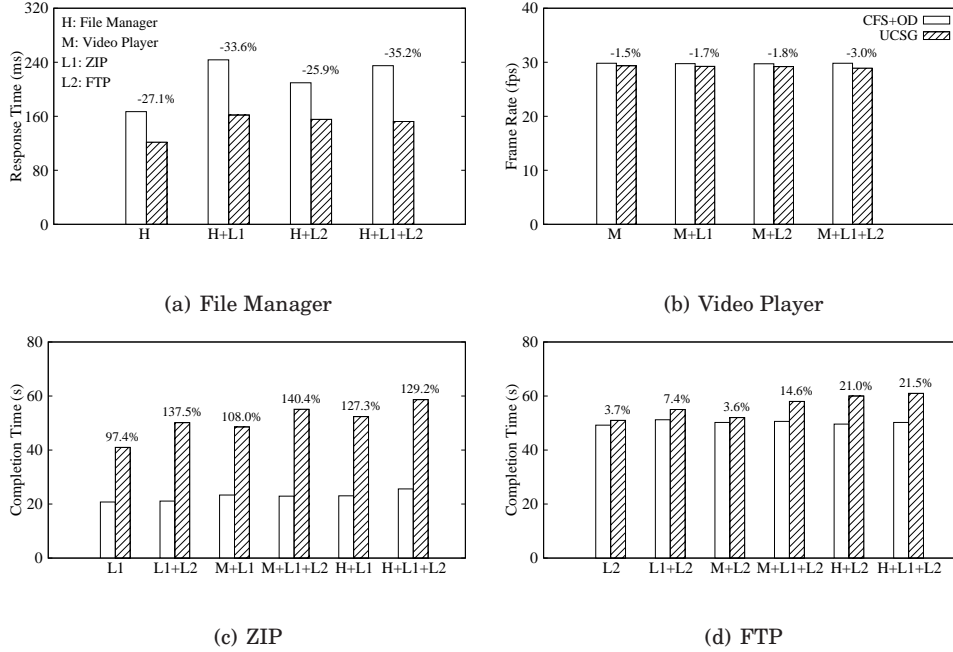 320
240
160
80
0
Response Time (ms)
H: File Manager
M: Video Player
L1: ZIP
L2: FTP
-27.1%
-33.6%
-25.9%
-35.2%
H
H+L1
H+L2
H+L1+L2
(a) File Manager
40
30
20
10
0
Frame Rate (fps)
CFS+OD
UCSG
-1.5%
-1.7%
-1.8%
-3.0%
M
M+L1
M+L2
M+L1+L2
(b) Video Player
80
60
40
20
0
Completion Time (s)
97.4%
137.5%
108.0%
140.4%
127.3%
129.2%
L1
L1+L2
M+L1
M+L1+L2
H+L1
H+L1+L2
(c) ZIP
80
60
40
20
0
Completion Time (s)
3.7%
7.4%
3.6%
14.6%
21.0%
21.5%
L2
L1+L2
M+L2
M+L1+L2
H+L2
H+L1+L2
(d) FTP